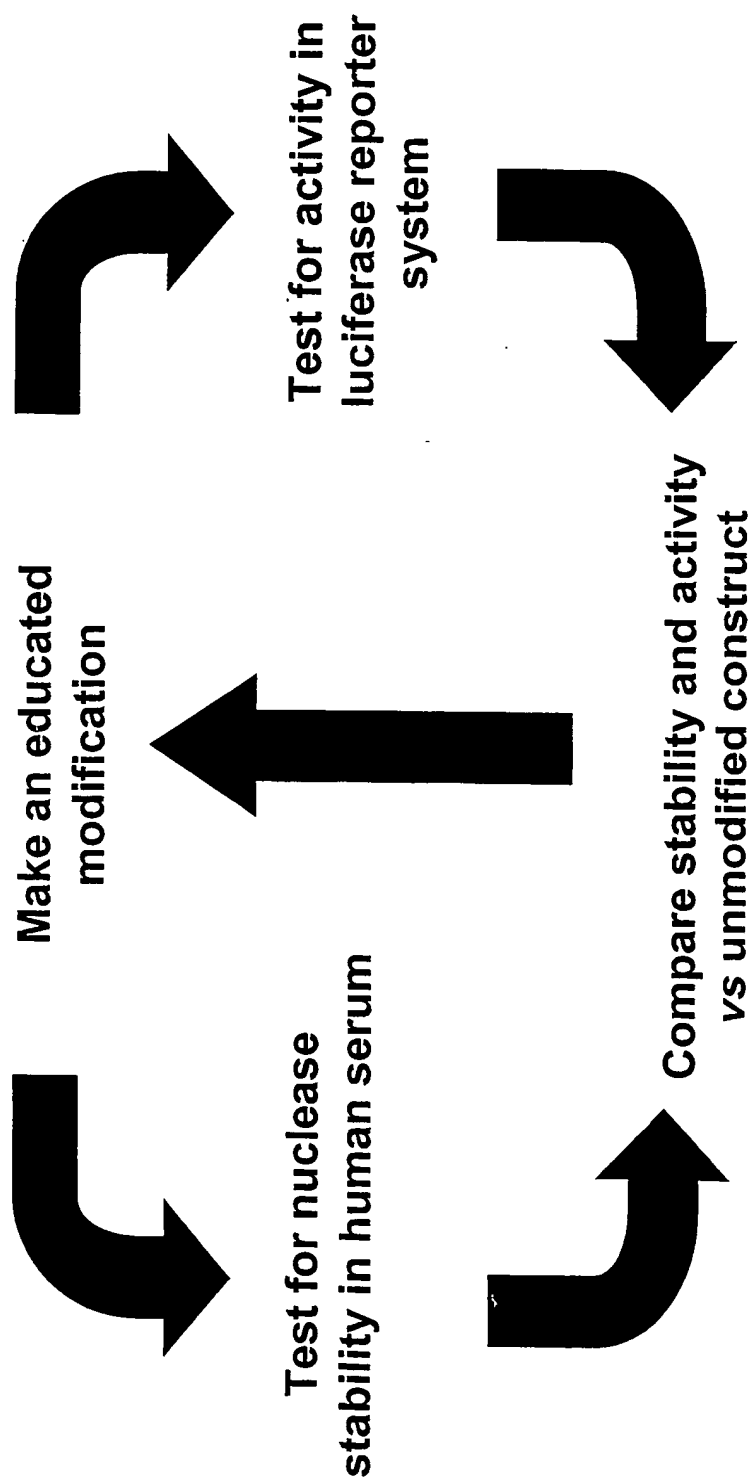 Make an educated
modification
Test for nuclease
stability in human serum
Test for activity in
luciferase reporter
system
Compare stability and activity
vs unmodified construct